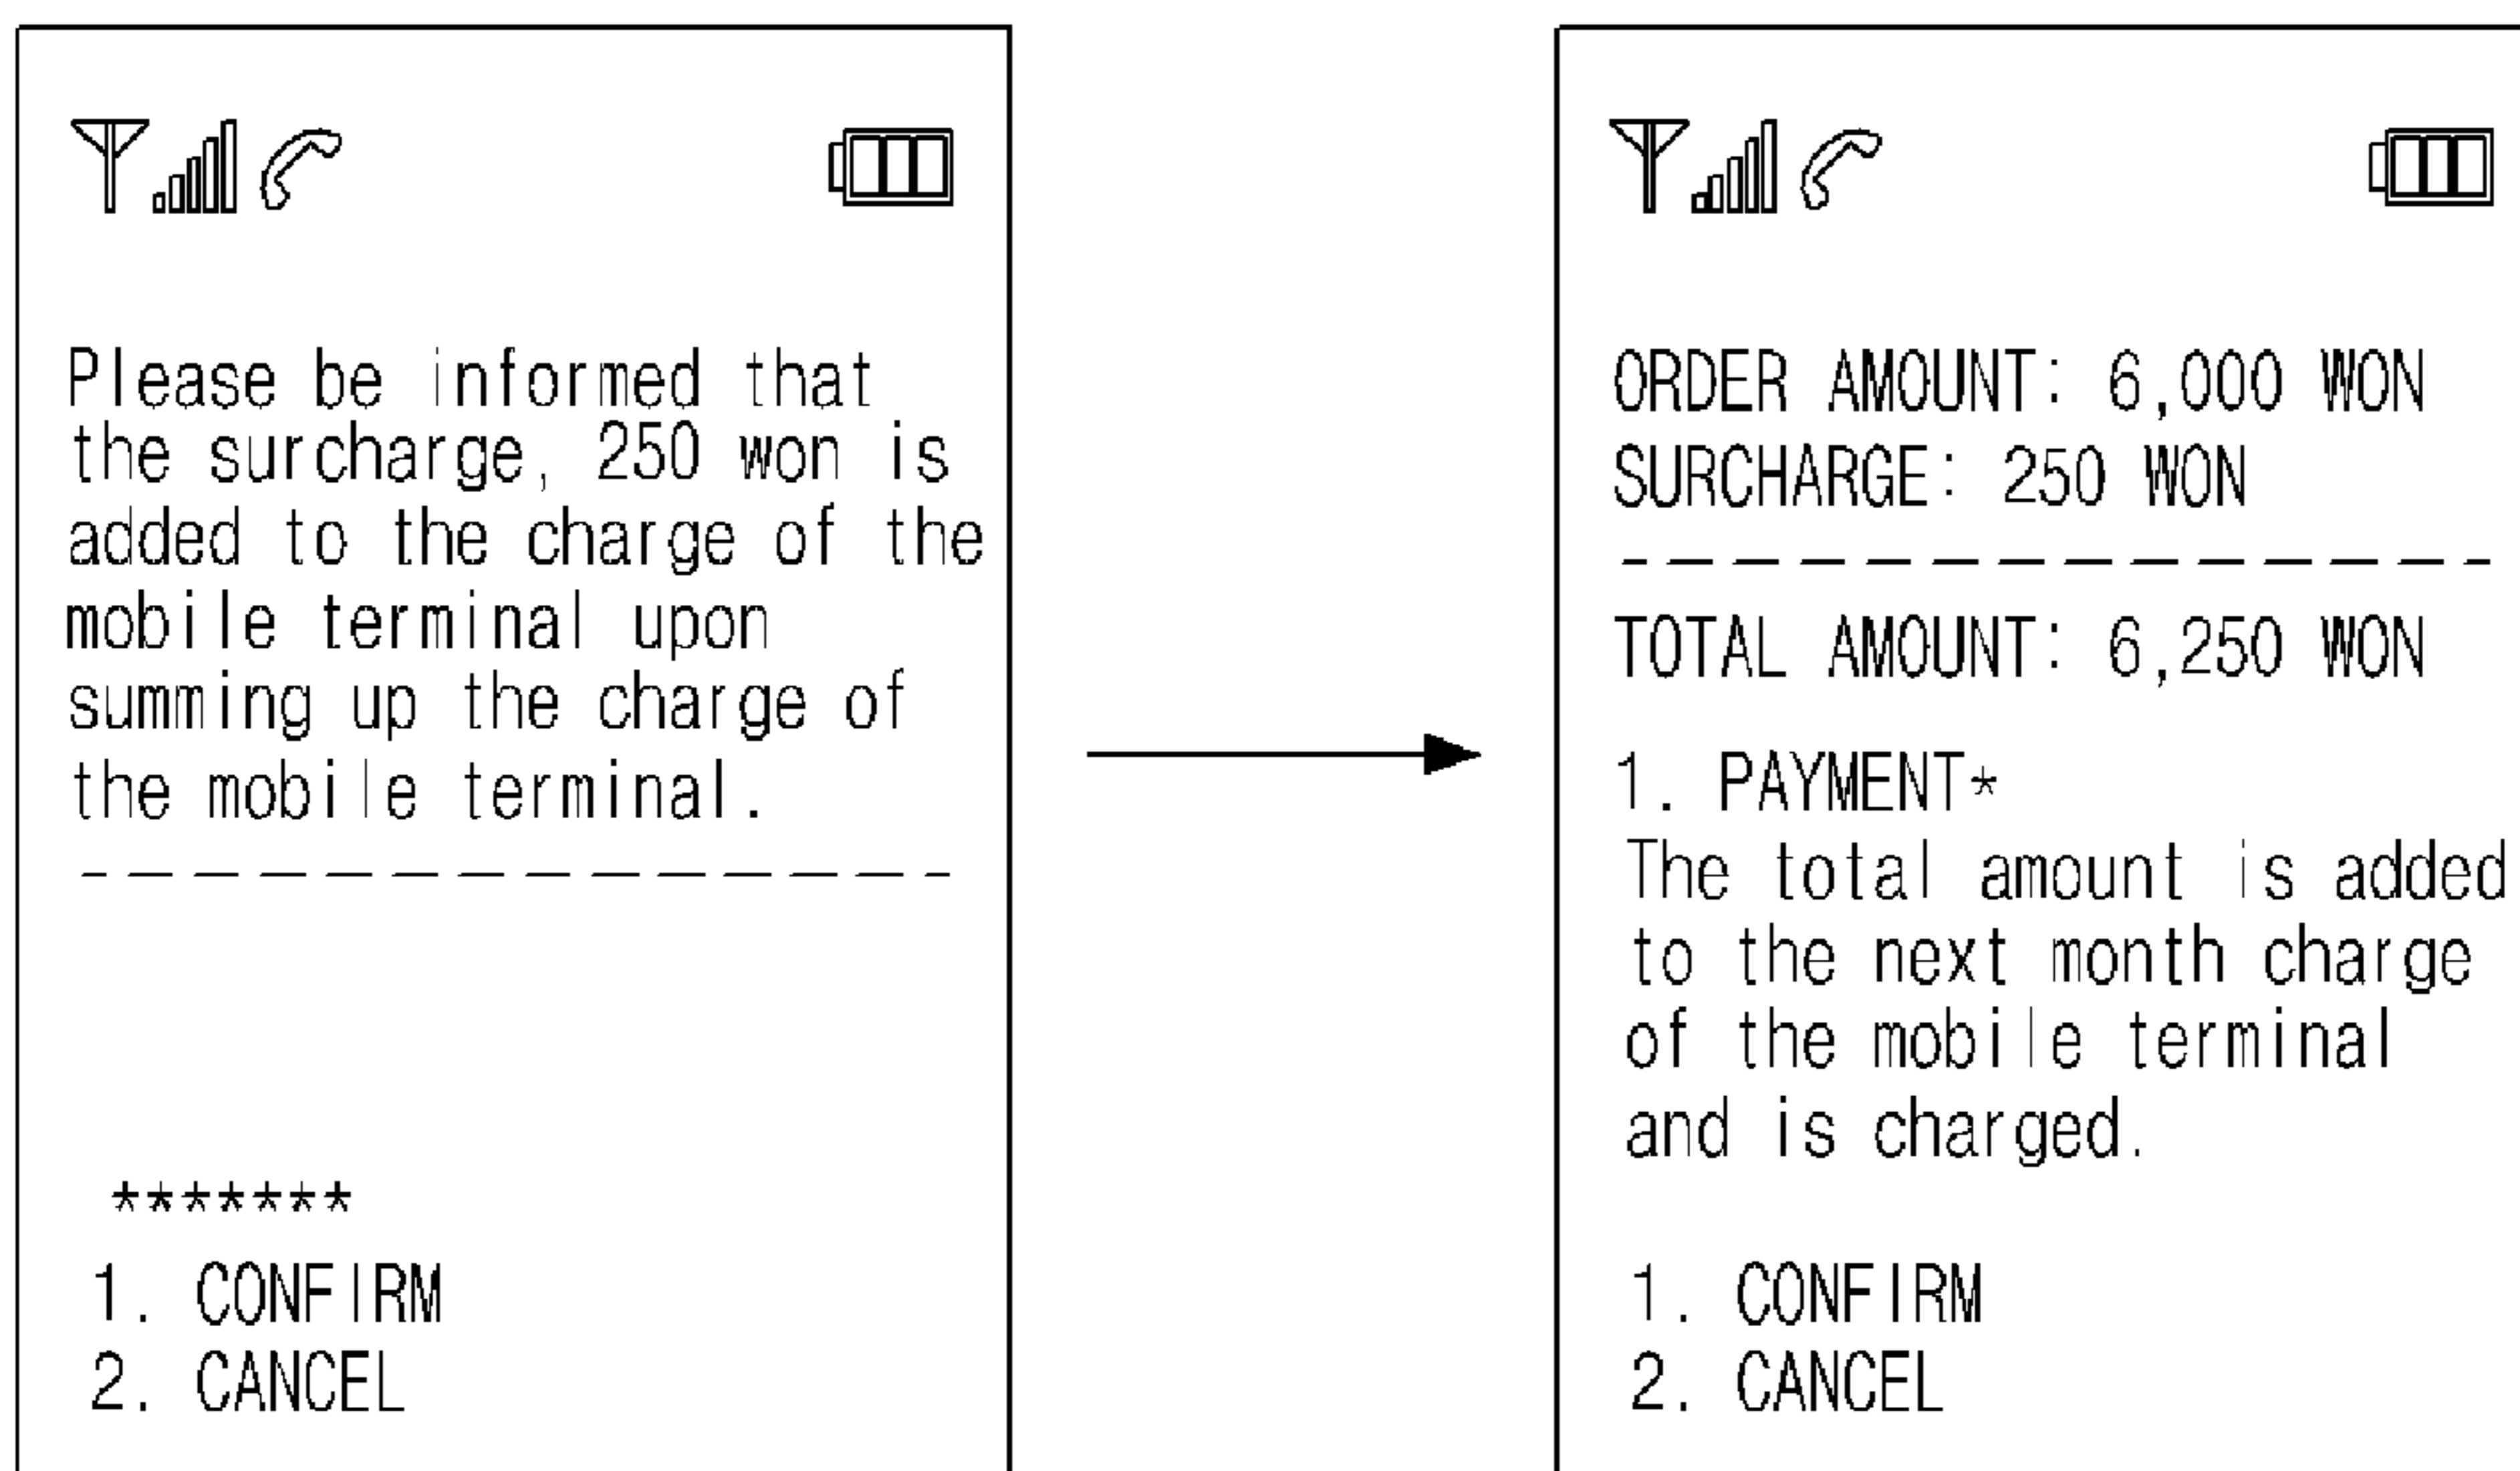 Please be informed that
the surcharge, 250 won is
added to the charge of the
mobile terminal upon
summing up the charge of
the mobile terminal.
*******
1. CONFIRM
2. CANCEL
ORDER AMOUNT: 6,000 WON
SURCHARGE: 250 WON
TOTAL AMOUNT: 6,250 WON
1. PAYMENT*
The total amount is added
to the next month charge
of the mobile terminal
and is charged.
1. CONFIRM
2. CANCEL